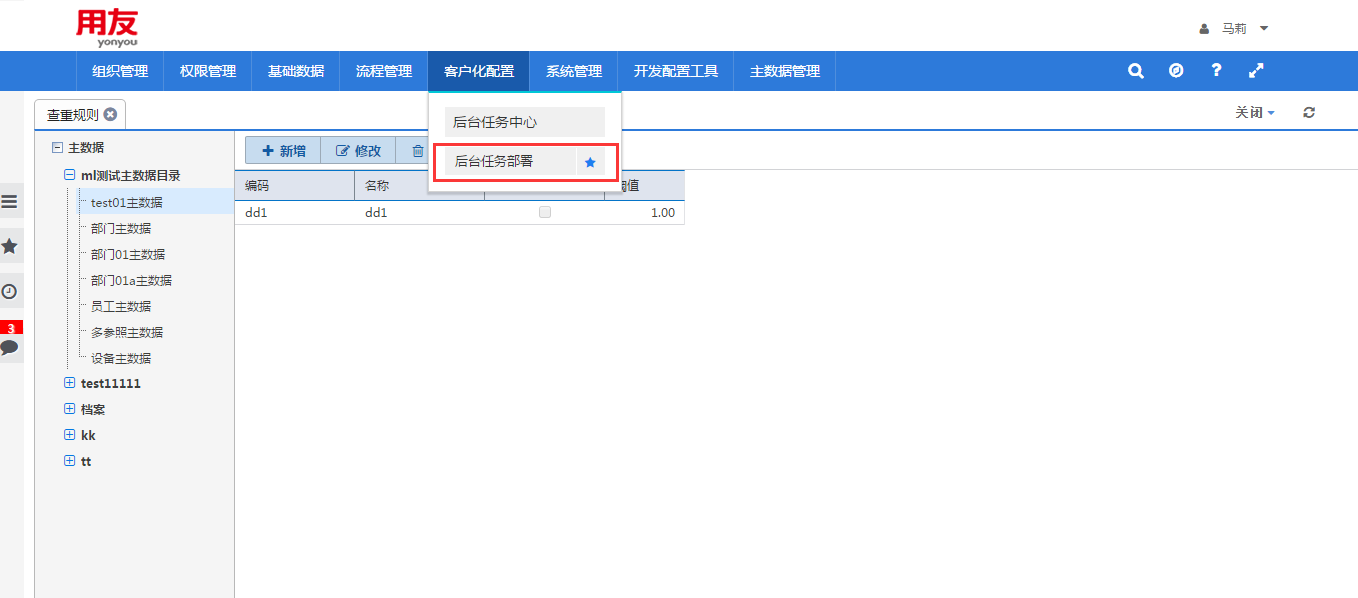 用友
yonyou
马莉
组织管理 权限管理 基础数据 流程管理 客户化配置 系统管理 开发配置工具 主数据管理
查重规则 关闭
后台任务中心
后台任务部署
主数据
ml测试主数据目录
test01主数据
部门主数据
部门01主数据
部门01a主数据
员工主数据
多参照主数据
设备主数据
test11111
档案
kk
tt
新增 修改
编码 名称 值
dd1 dd1 1.00
3